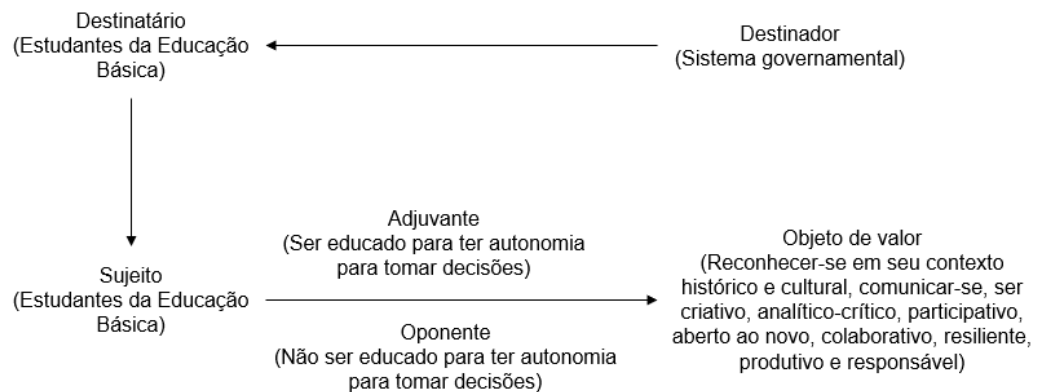 Destinatário
(Estudantes da Educação
Básica)
Destinador
(Sistema governamental)
Adjuvante
(Ser educado para ter autonomia
para tomar decisões)
Sujeito
(Estudantes da Educação
Básica)
Oponente
(Não ser educado para ter autonomia
para tomar decisões)
Objeto de valor
(Reconhecer-se em seu contexto
histórico e cultural, comunicar-se, ser
criativo, analítico-crítico, participativo,
aberto ao novo, colaborativo, resiliente,
produtivo e responsável)